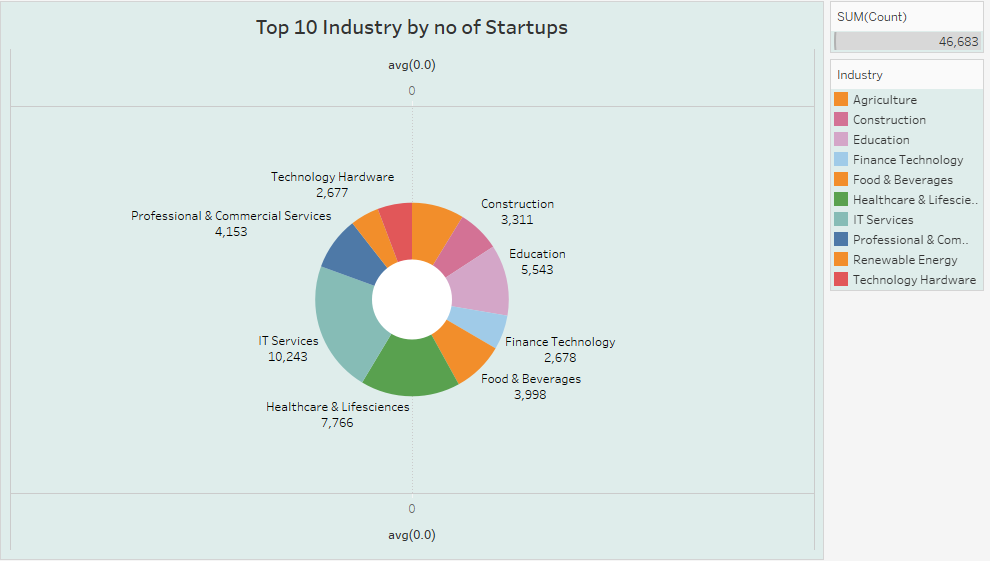 Top 10 Industry by no of Startups
avg(0.0)
0
Technology Hardware
2,677
Professional & Commercial Services
4,153
Construction
3,311
Education
5,543
IT Services
10,243
Finance Technology
2,678
Food & Beverages
3,998
Healthcare & Lifesciences
7,766
0
avg(0.0)
SUM(Count)
46,683
Industry
Agriculture
Construction
Education
Finance Technology
Food & Beverages
Healthcare & Lifescie..
IT Services
Professional & Com..
Renewable Energy
Technology Hardware